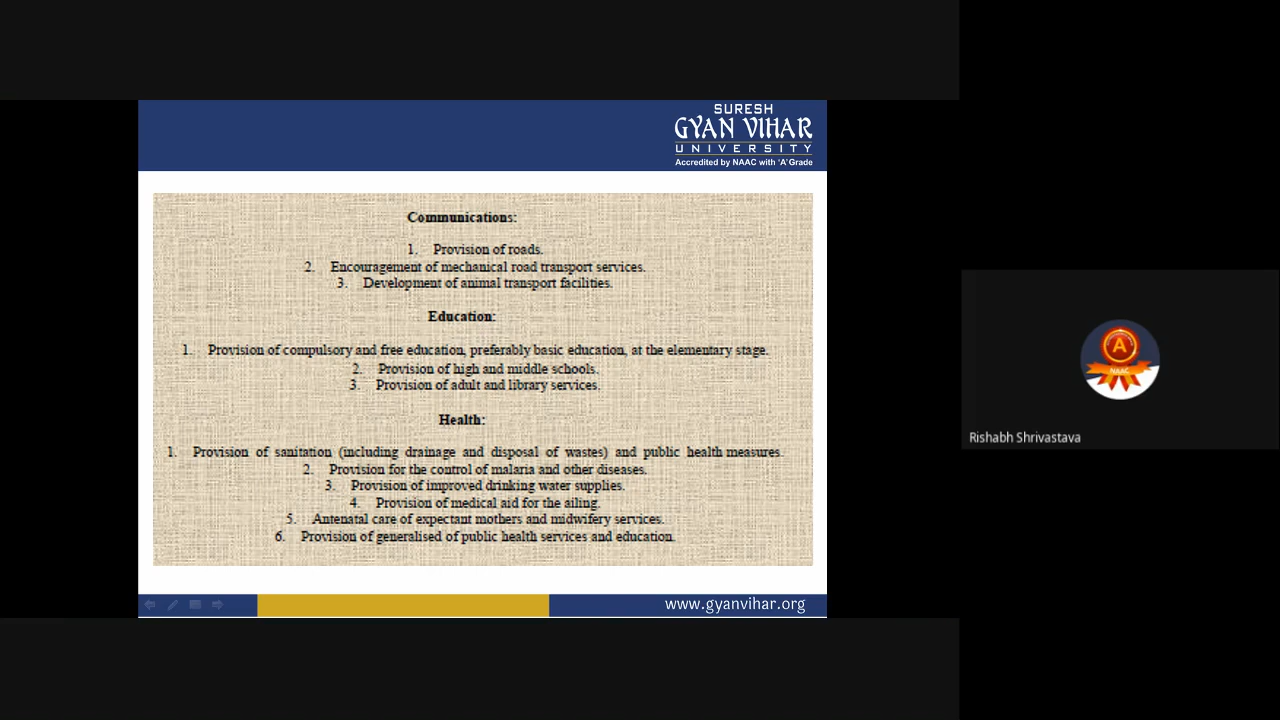 SURESH
GYAN VIHAR
UNIVERSITY
Accredited by NAAC with 'A' Grade
Communications:
1. Provision of roads.
2. Encouragement of mechanical road transport services.
3. Development of animal transport facilities.
Education:
1. Provision of compulsory and free education, preferably basic education, at the elementary stage.
2. Provision of high and middle schools.
3. Provision of adult and library services.
Health:
1. Provision of sanitation (including drainage and disposal of wastes) and public health measures.
2. Provision for the control of malaria and other diseases.
3. Provision of improved drinking water supplies.
4. Provision of medical aid for the ailing.
5. Antenatal care of expectant mothers and midwifery services.
6. Provision of generalised of public health services and education.
www.gyanvihar.org
A
NAAC
Rishabh Shrivastava